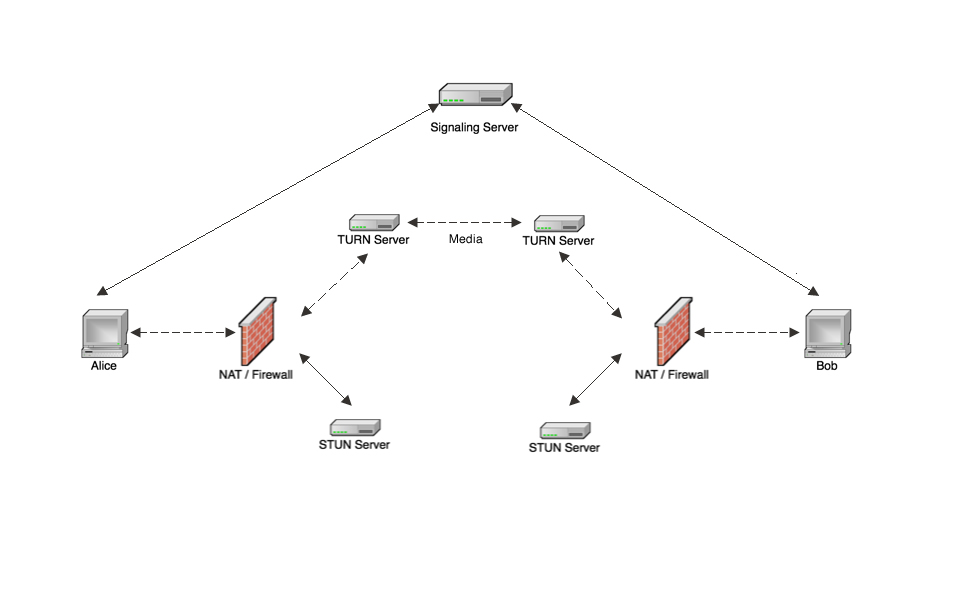 Signaling Server
TURN Server
Media
TURN Server
Alice
NAT / Firewall
NAT / Firewall
Bob
STUN Server
STUN Server